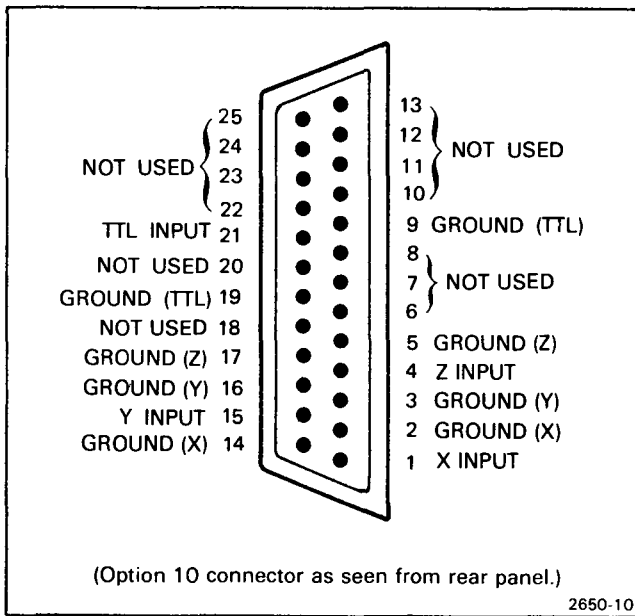 25
24
23
22
NOT USED
TTL INPUT 21
NOT USED 20
GROUND (TTL) 19
NOT USED 18
GROUND (Z) 17
GROUND (Y) 16
Y INPUT 15
GROUND (X) 14
13
12
11
10
NOT USED
9 GROUND (TTL)
8
7
6
NOT USED
5 GROUND (Z)
4 Z INPUT
3 GROUND (Y)
2 GROUND (X)
1 X INPUT
(Option 10 connector as seen from rear panel.)
2650-10